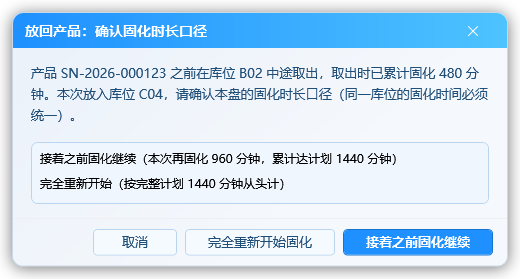 放回产品：确认固化时长口径
产品 SN-2026-000123 之前在库位 B02 中途取出，取出时已累计固化 480 分
钟。本次放入库位 C04，请确认本盘的固化时长口径（同一库位的固化时间必须
统一）。
接着之前固化继续（本次再固化 960 分钟，累计达计划 1440 分钟）
完全重新开始（按完整计划 1440 分钟从头计）
取消 完全重新开始固化 接着之前固化继续